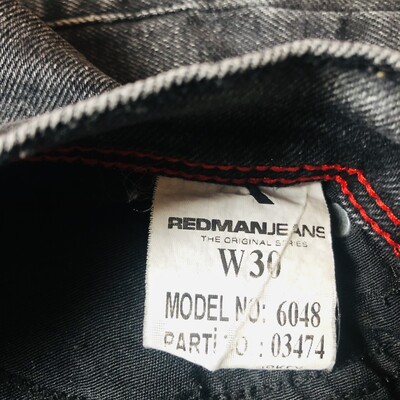 REDMANJEANS
THE ORIGINAL SERIES
W30
MODEL NO: 6048
PARTİ : 03474